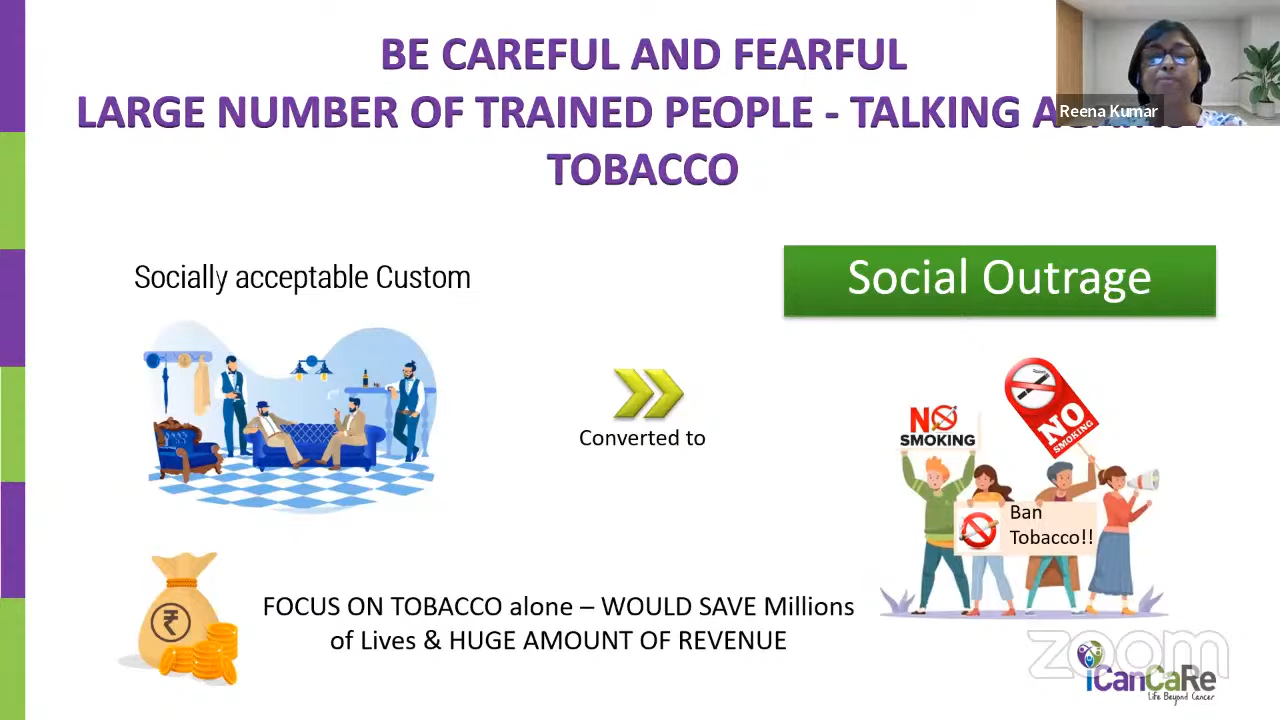 BE CAREFUL AND FEARFUL
LARGE NUMBER OF TRAINED PEOPLE - TALKING
TOBACCO
Reena Kumar
Socially acceptable Custom
Social Outrage
Converted to
NO
SMOKING
NO
SMOKING
Ban
Tobacco!!
₹
FOCUS ON TOBACCO alone – WOULD SAVE Millions
of Lives & HUGE AMOUNT OF REVENUE
zoom
iCanCaRe
Life Beyond Cancer